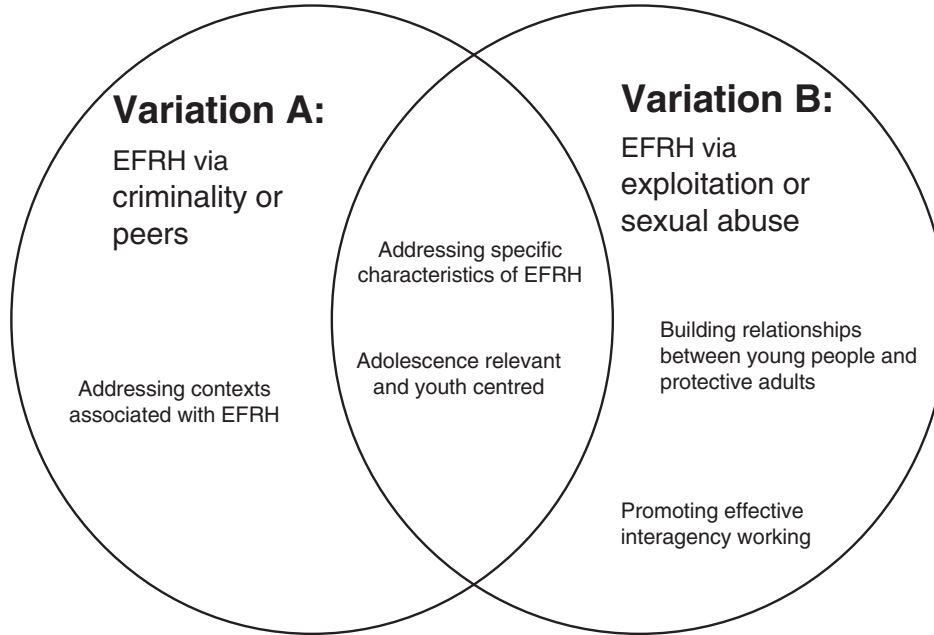 Variation A:
EFRH via
criminality or
peers
Addressing contexts
associated with EFRH
Addressing specific
characteristics of EFRH
Adolescence relevant
and youth centred
Variation B:
EFRH via
exploitation or
sexual abuse
Building relationships
between young people and
protective adults
Promoting effective
interagency working